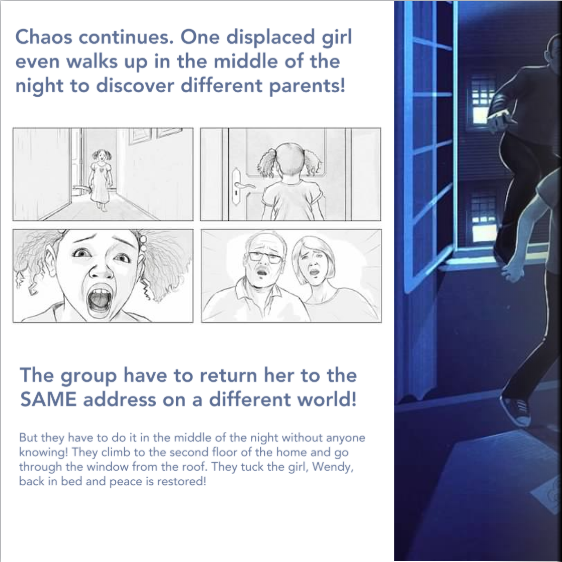 Chaos continues. One displaced girl
even walks up in the middle of the
night to discover different parents!
The group have to return her to the
SAME address on a different world!
But they have to do it in the middle of the night without anyone
knowing! They climb to the second floor of the home and go
through the window from the roof. They tuck the girl, Wendy,
back in bed and peace is restored!